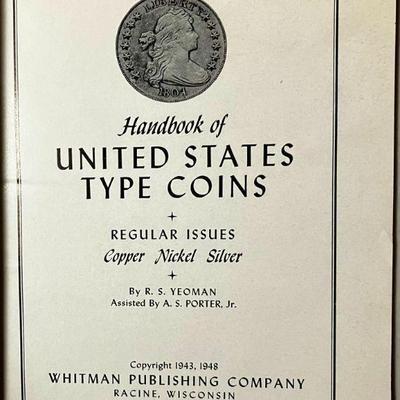 LIBERTY
1804
Handbook of
UNITED STATES
TYPE COINS
REGULAR ISSUES
Copper Nickel Silver
By R. S. YEOMAN
Assisted By A. S. PORTER, Jr.
Copyright 1943, 1948
WHITMAN PUBLISHING COMPANY
RACINE, WISCONSIN